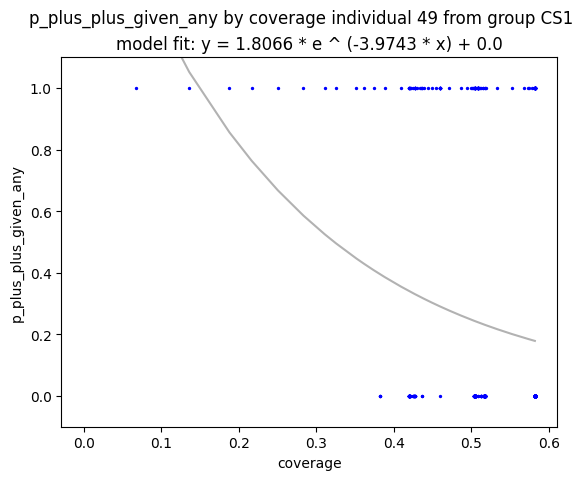 p_plus_plus_given_any by coverage individual 49 from group CS1
model fit: y = 1.8066 * e ^ (-3.9743 * x) + 0.0
1.0
0.8
0.6
0.4
0.2
0.0
p_plus_plus_given_any
0.0 0.1 0.2 0.3 0.4 0.5 0.6
coverage